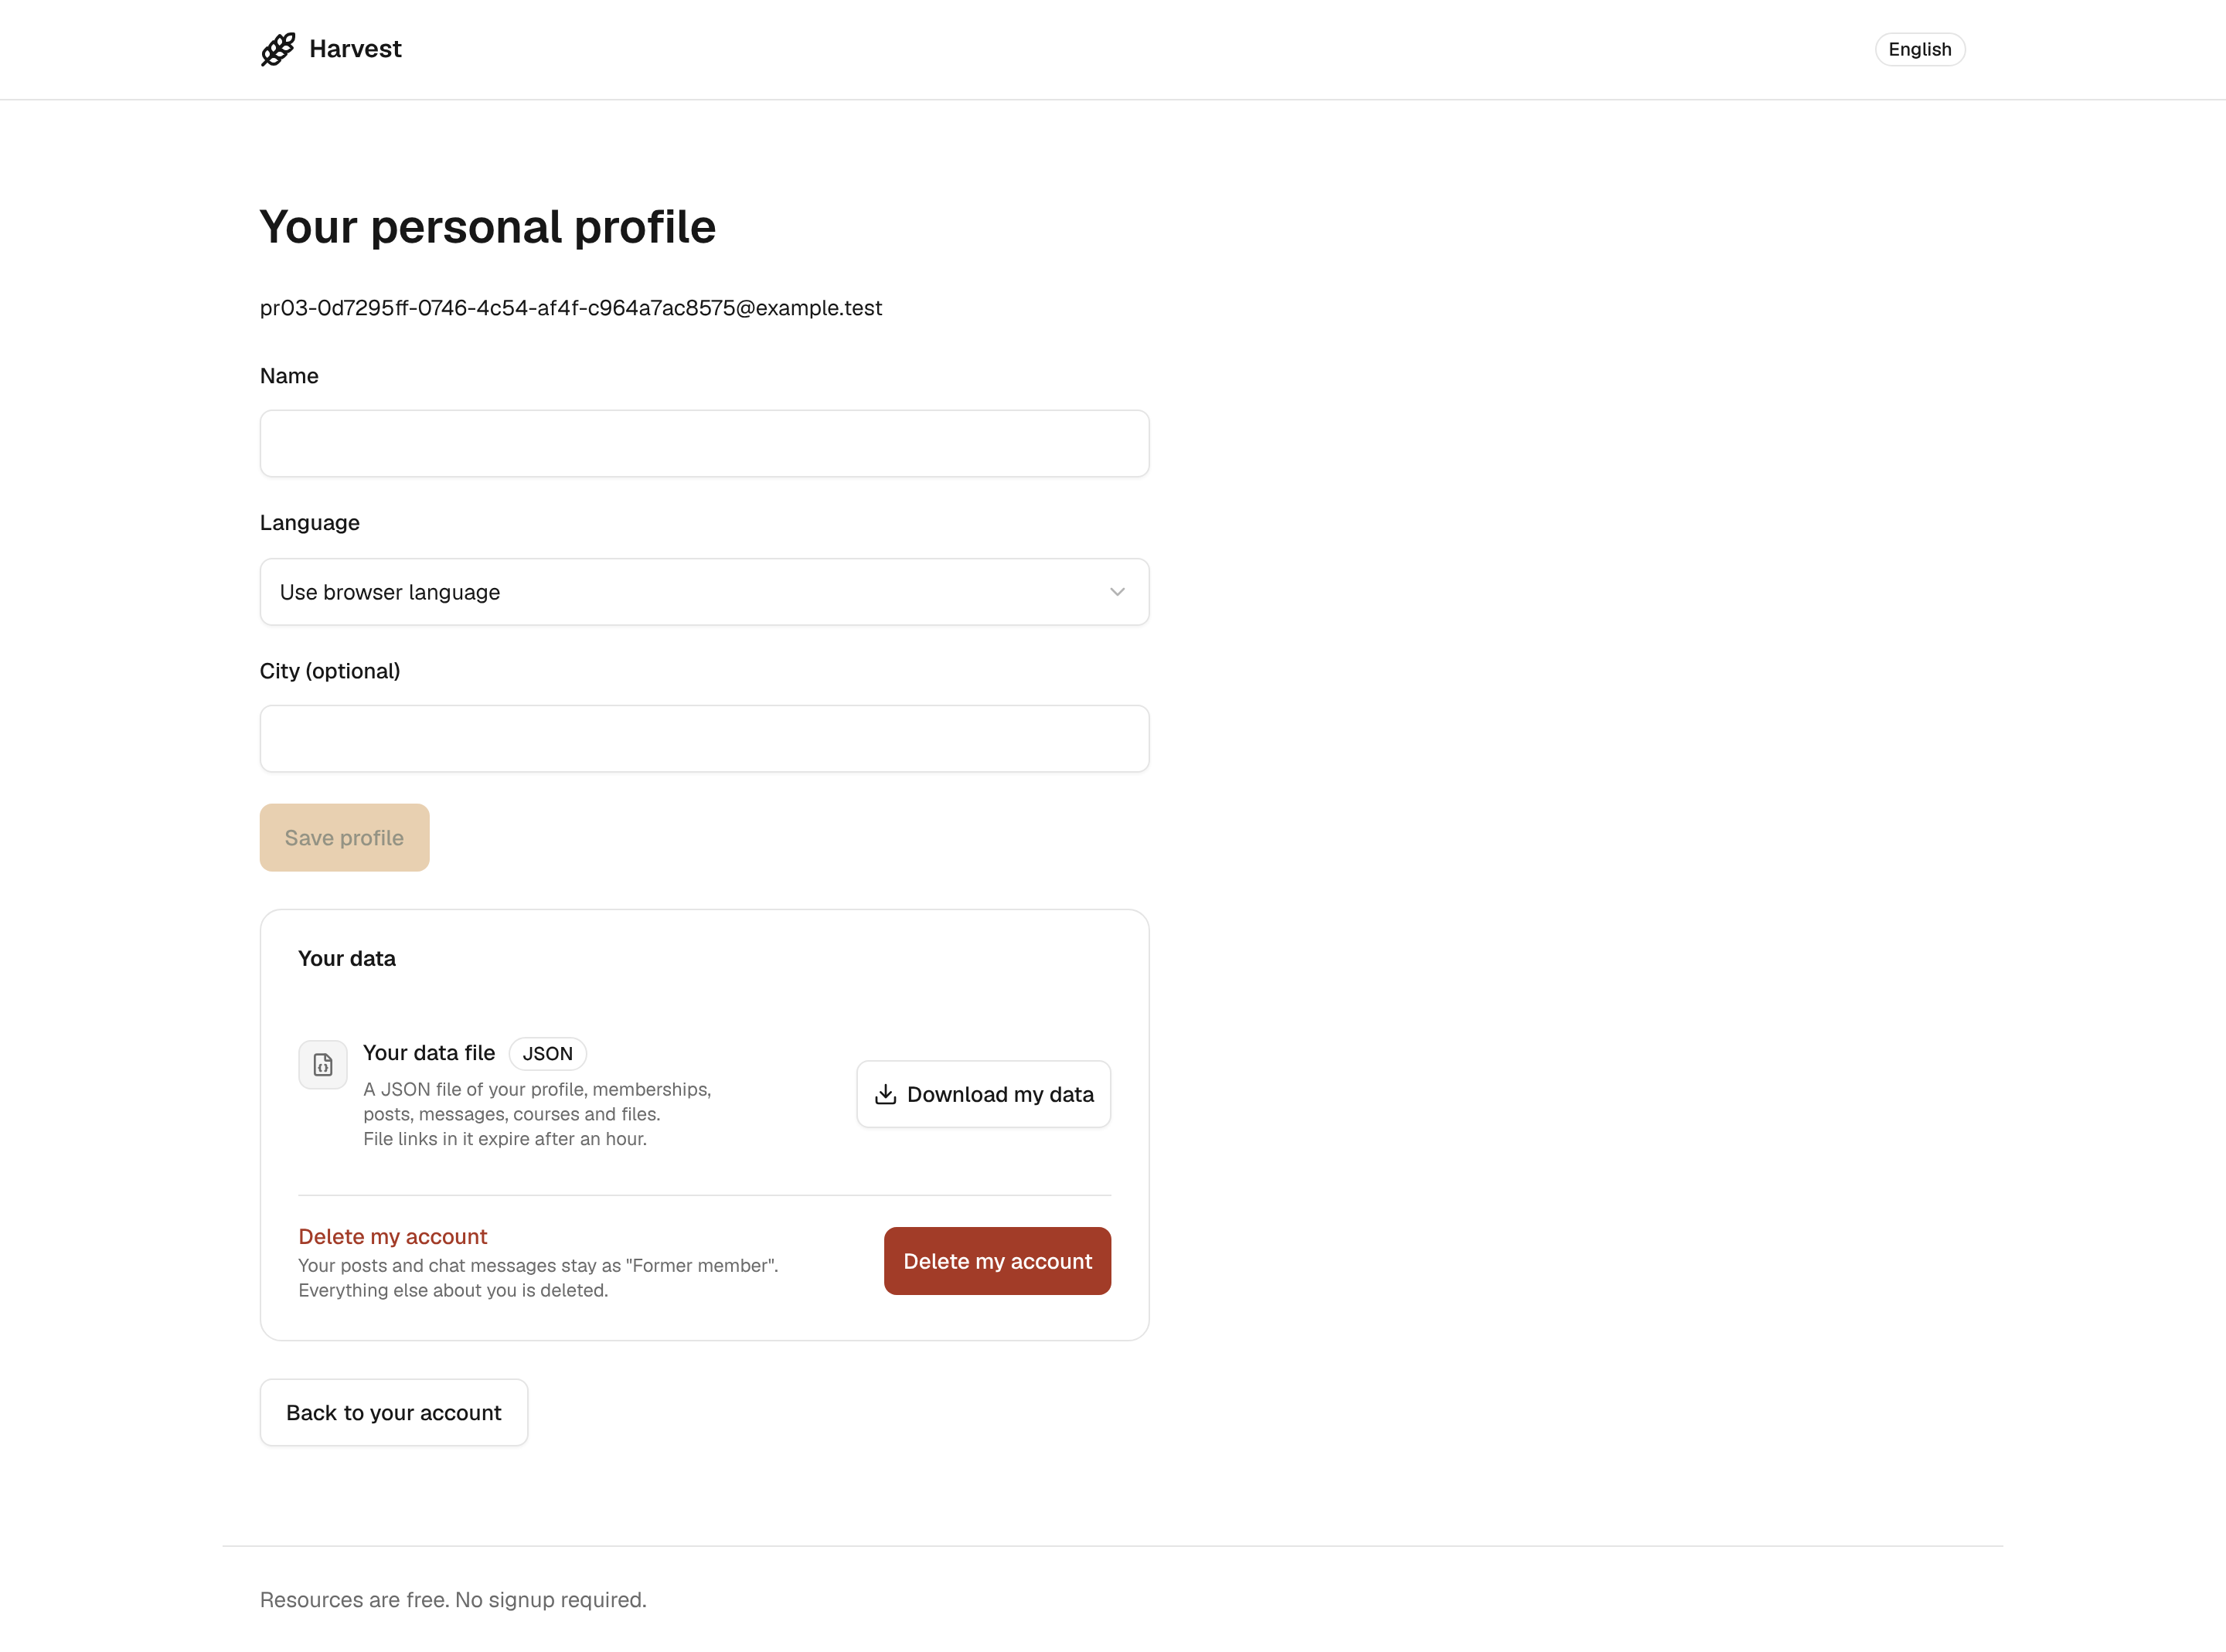 Harvest
English
Your personal profile
pr03-0d7295ff-0746-4c54-af4f-c964a7ac8575@example.test
Name
Language
Use browser language
City (optional)
Save profile
Your data
Your data file
JSON
A JSON file of your profile, memberships,
posts, messages, courses and files.
File links in it expire after an hour.
Download my data
Delete my account
Your posts and chat messages stay as "Former member".
Everything else about you is deleted.
Delete my account
Back to your account
Resources are free. No signup required.